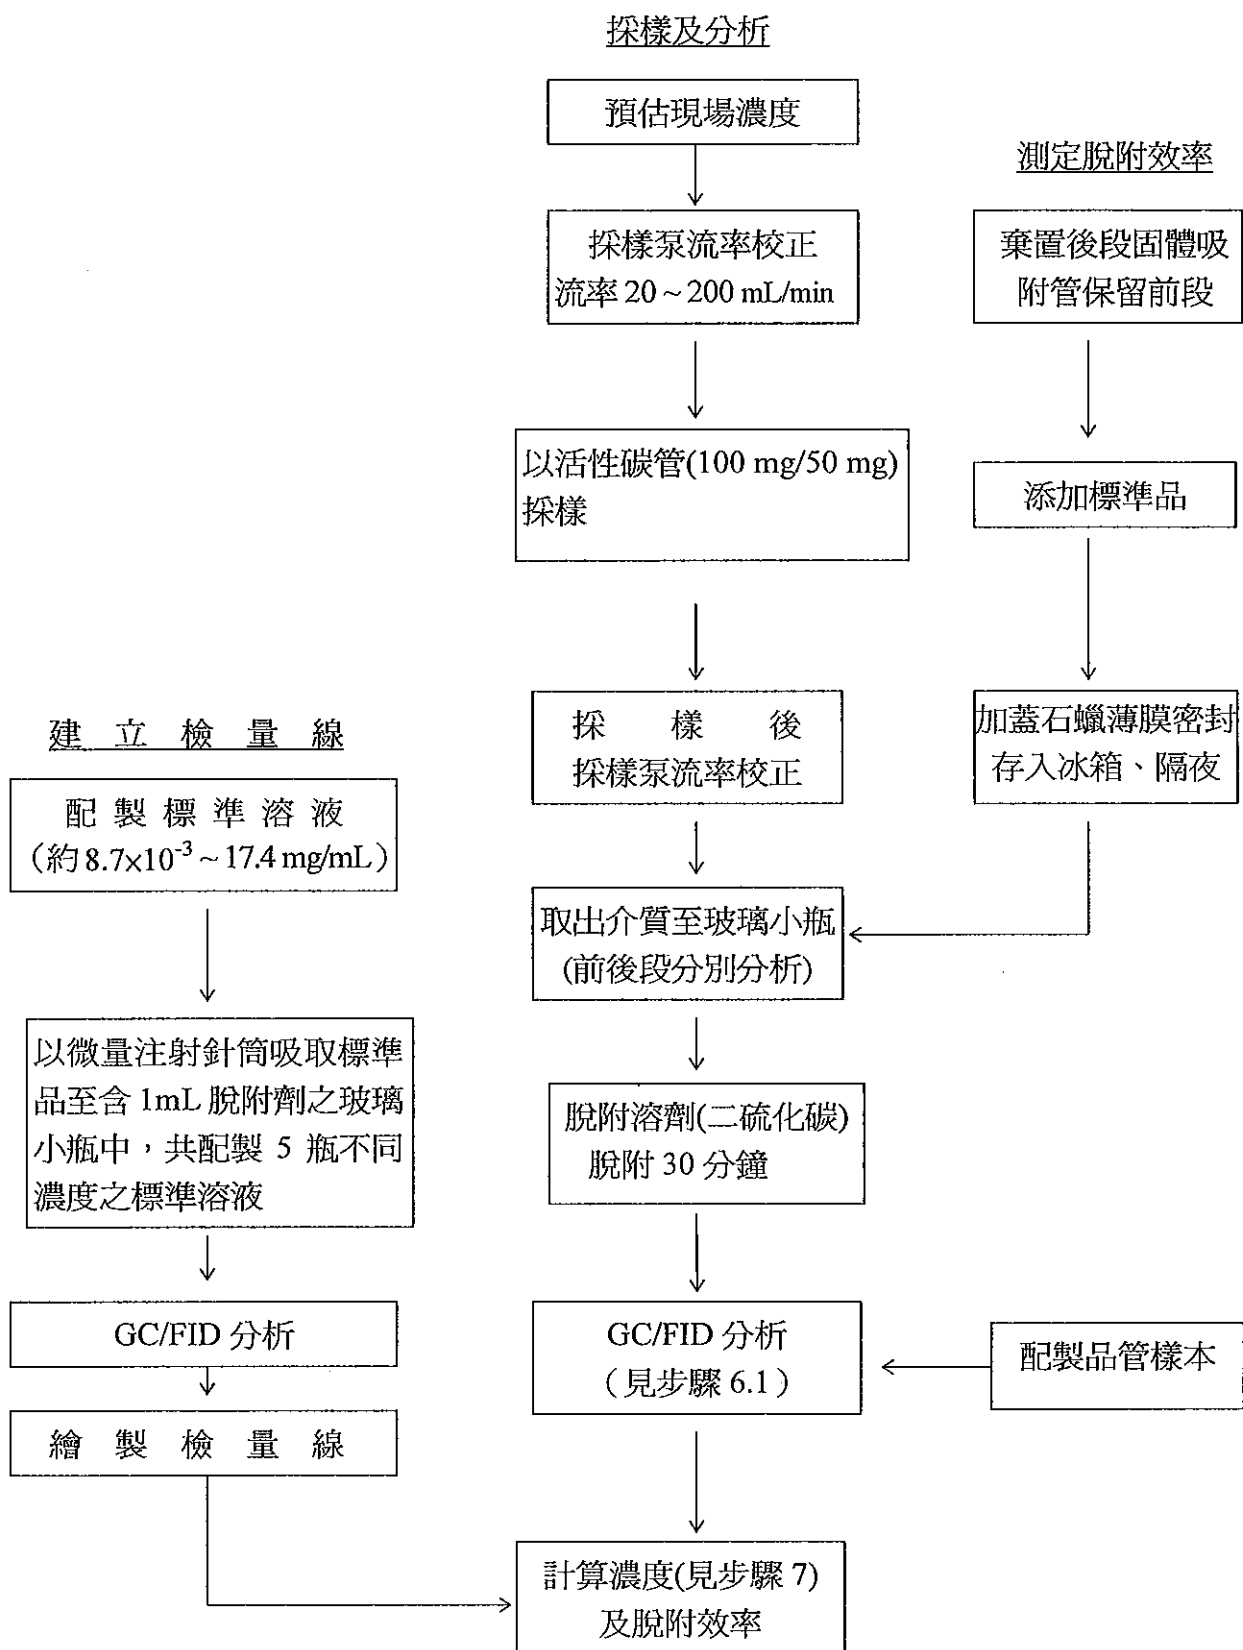 採樣及分析
預估現場濃度
採樣泵流率校正
流率 20 ~ 200 mL/min
以活性碳管(100 mg/50 mg)
採樣
採 樣 後
採樣泵流率校正
取出介質至玻璃小瓶
(前後段分別分析)
脫附溶劑(二硫化碳)
脫附 30 分鐘
GC/FID 分析
（見步驟 6.1）
計算濃度(見步驟 7)
及脫附效率
測定脫附效率
棄置後段固體吸
附管保留前段
添加標準品
加蓋石蠟薄膜密封
存入冰箱、隔夜
配製品管樣本
建 立 檢 量 線
配 製 標 準 溶 液
（約 8.7×10⁻³ ~ 17.4 mg/mL）
以微量注射針筒吸取標準
品至含 1mL 脫附劑之玻璃
小瓶中，共配製 5 瓶不同
濃度之標準溶液
GC/FID 分析
繪 製 檢 量 線